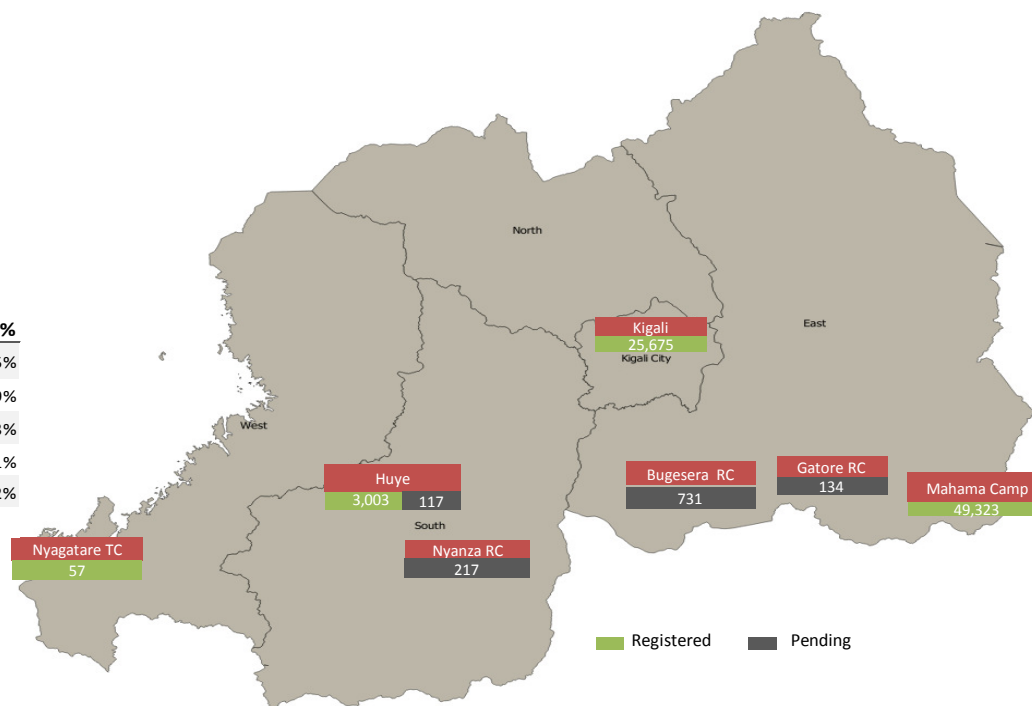 North
East
Kigali
25,675
Kigali City
%
West
Huye
3,003 117
South
Bugesera RC
731
Gatore RC
134
Mahama Camp
49,323
Nyagatare TC
57
Nyanza RC
217
Registered Pending